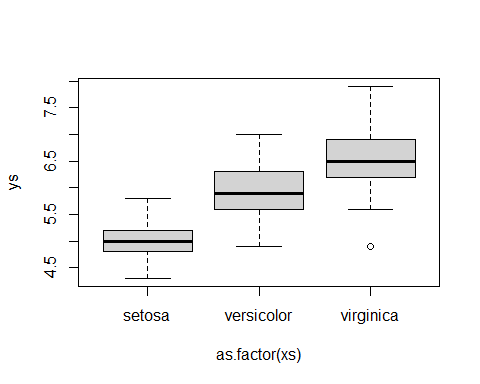 ys
7.5
6.5
5.5
4.5
setosa versicolor virginica
as.factor(xs)